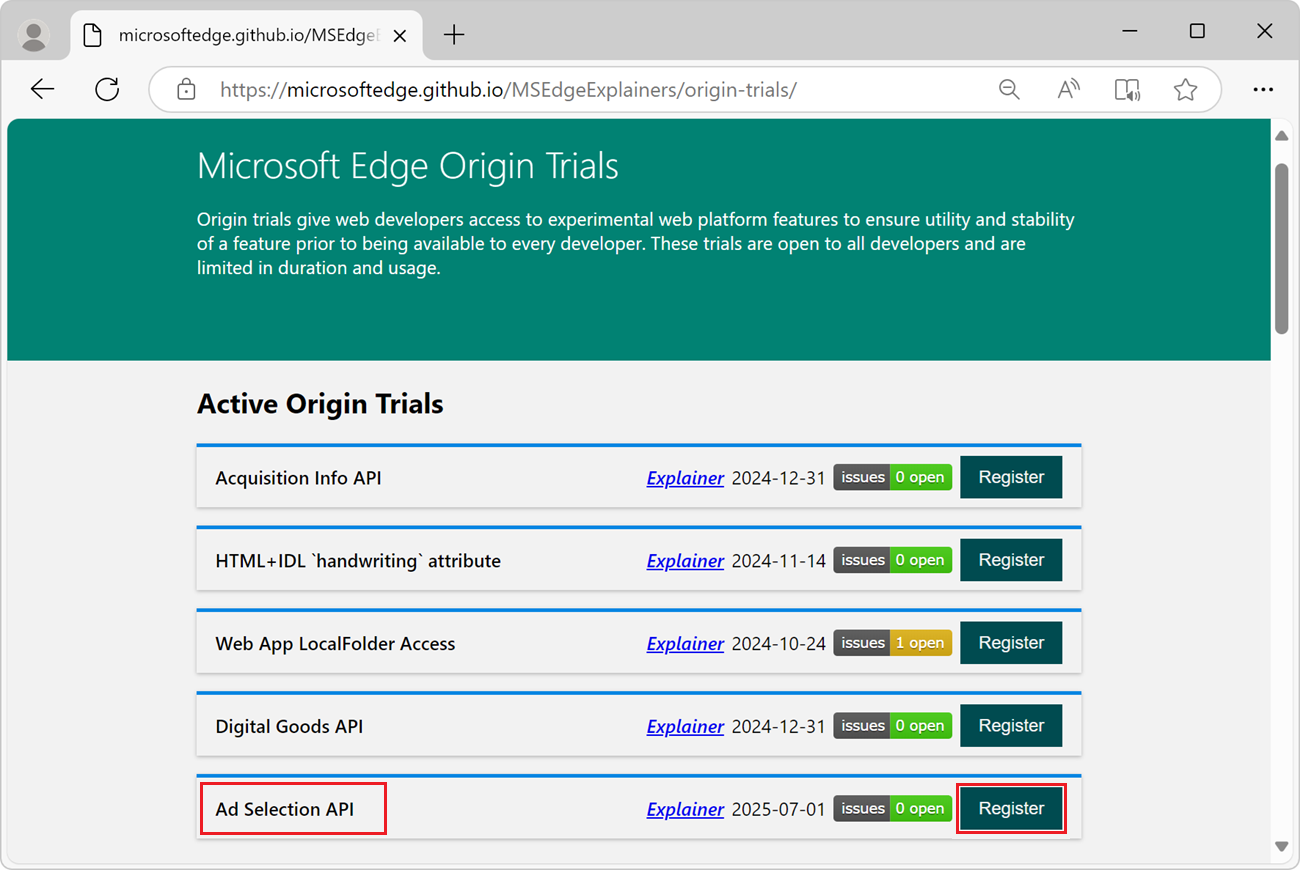 microsoftedge.github.io/MSEdgeE
https://microsoftedge.github.io/MSEdgeExplainers/origin-trials/
Microsoft Edge Origin Trials
Origin trials give web developers access to experimental web platform features to ensure utility and stability
of a feature prior to being available to every developer. These trials are open to all developers and are
limited in duration and usage.
Active Origin Trials
Acquisition Info API Explainer 2024-12-31 issues 0 open Register
HTML+IDL `handwriting` attribute Explainer 2024-11-14 issues 0 open Register
Web App LocalFolder Access Explainer 2024-10-24 issues 1 open Register
Digital Goods API Explainer 2024-12-31 issues 0 open Register
Ad Selection API Explainer 2025-07-01 issues 0 open Register